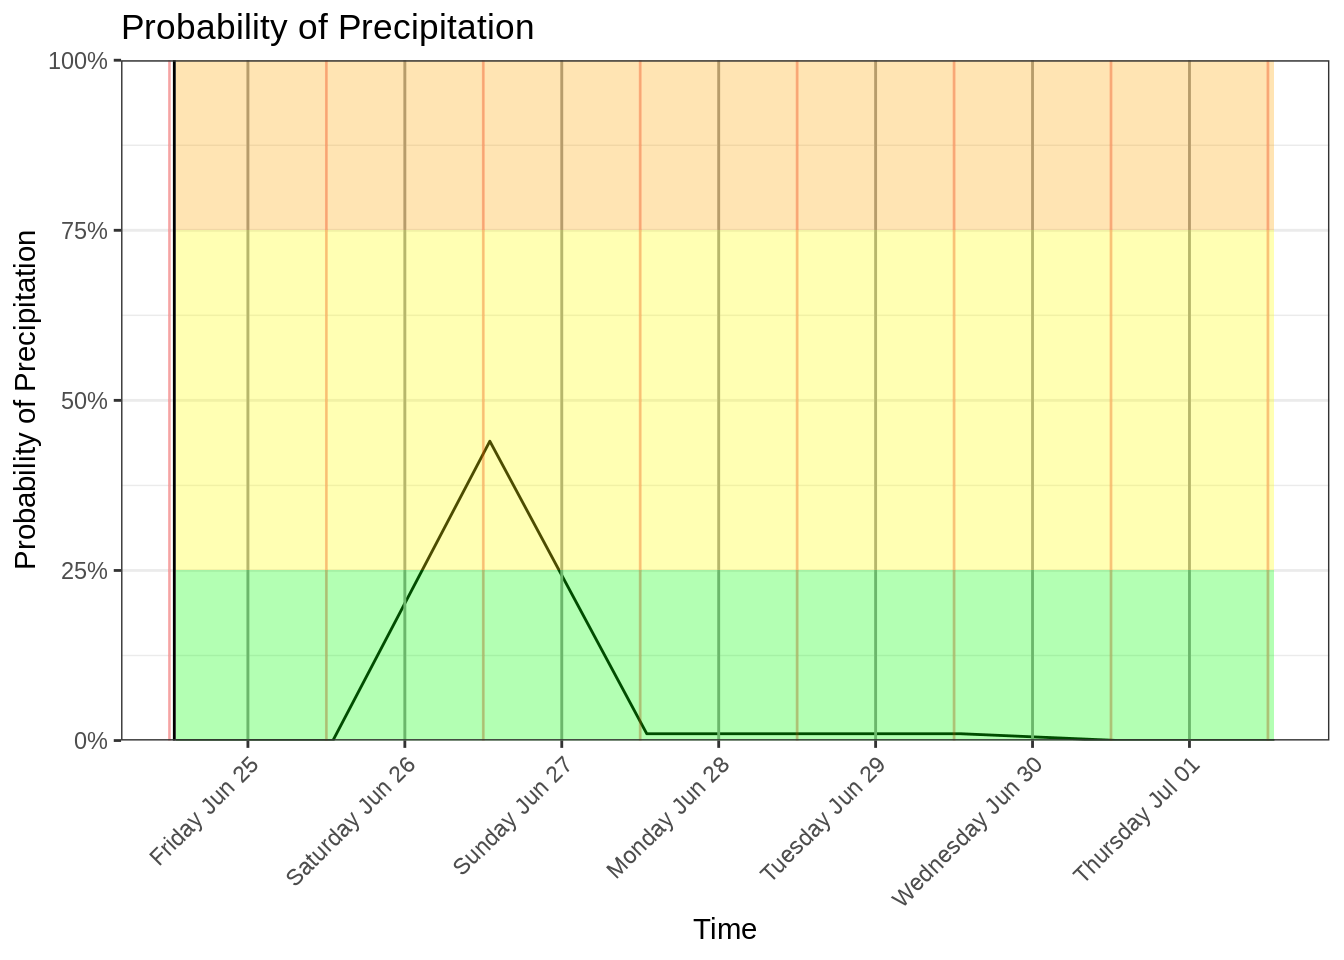 Probability of Precipitation
Probability of Precipitation
100%
75%
50%
25%
0%
Friday Jun 25
Saturday Jun 26
Sunday Jun 27
Monday Jun 28
Tuesday Jun 29
Wednesday Jun 30
Thursday Jul 01
Time